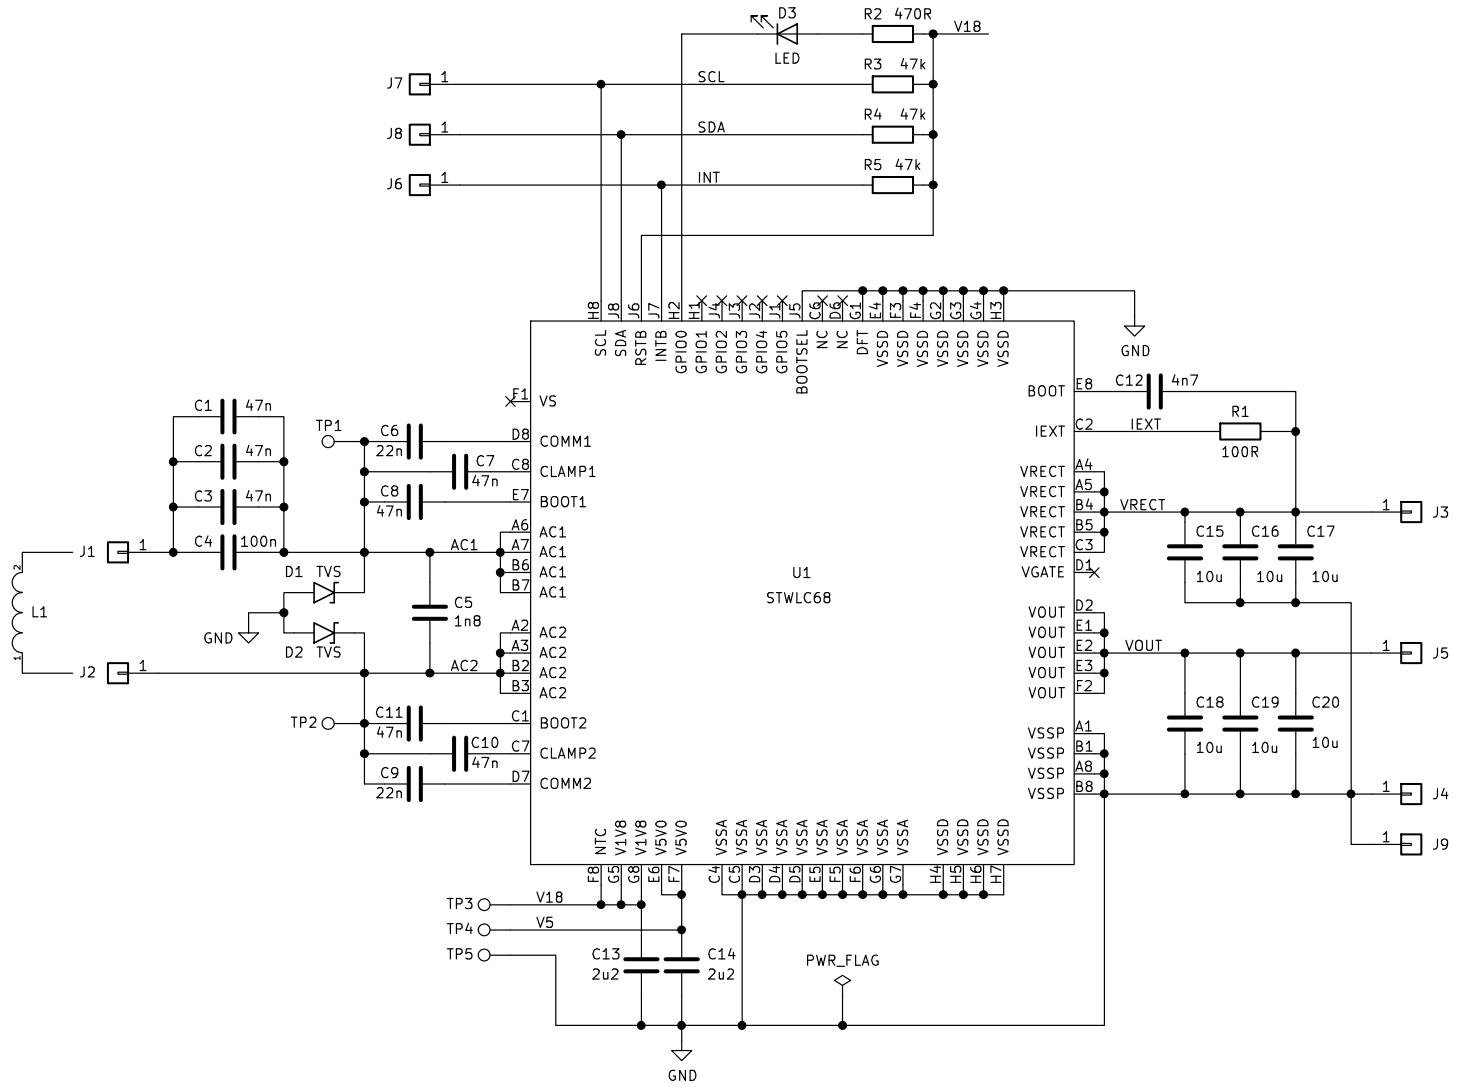 D3
R2 470R
V18
LED
J7 1 SCL R3 47k
J8 1 SDA R4 47k
J6 1 INT R5 47k
H8 J8 J6 J7 H2 H1 J4 J3 J2 J1 J5 C6 D6 G1 E4 F3 F4 G2 G3 G4 H3
SCL SDA RSTB INTB GPIO0 GPIO1 GPIO2 GPIO3 GPIO4 GPIO5 BOOTSEL NC NC DFT VSSD VSSD VSSD VSSD VSSD VSSD VSSD
GND
F1 VS
BOOT E8 C12 4n7
IEXT C2 IEXT R1
100R
C1 47n
C2 47n
C3 47n
C4 100n
TP1
C6
22n
D8 COMM1
C7
47n
C8 CLAMP1
C8
47n
E7 BOOT1
A6 AC1
AC1 A7 AC1
B6 AC1
B7 AC1
VRECT A4
VRECT A5
VRECT B4 VRECT 1 J3
VRECT B5
VRECT C3
VGATE D1
C15 C16 C17
10u 10u 10u
J1 1
2
L1
1
J2 1
D1 TVS
GND
D2 TVS
C5
1n8
U1
STWLC68
A2 AC2
A3 AC2
AC2 B2 AC2
B3 AC2
VOUT D2
VOUT E1
VOUT E2 VOUT 1 J5
VOUT E3
VOUT F2
C18 C19 C20
10u 10u 10u
TP2
C11
47n
C1 BOOT2
C10
47n
C7 CLAMP2
C9
22n
D7 COMM2
VSSP A1
VSSP B1
VSSP A8
VSSP B8 1 J4
1 J9
NTC V1V8 V1V8 V5V0 V5V0 VSSA VSSA VSSA VSSA VSSA VSSA VSSA VSSA VSSA VSSA VSSD VSSD VSSD VSSD
F8 G5 G8 E6 F7 C4 C5 D3 D4 D5 E5 F5 F6 G6 G7 H4 H5 H6 H7
TP3 V18
TP4 V5
TP5
C13
2u2
C14
2u2
PWR_FLAG
GND